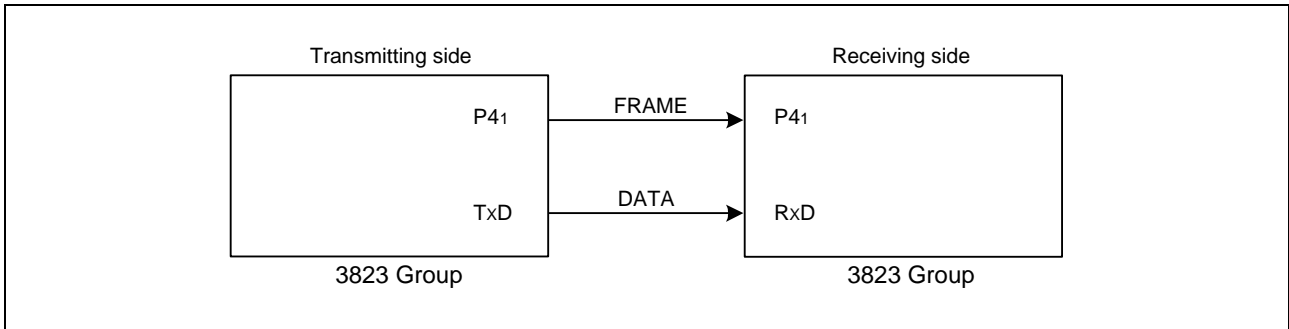 Transmitting side Receiving side
P41 FRAME P41
TxD DATA RxD
3823 Group 3823 Group